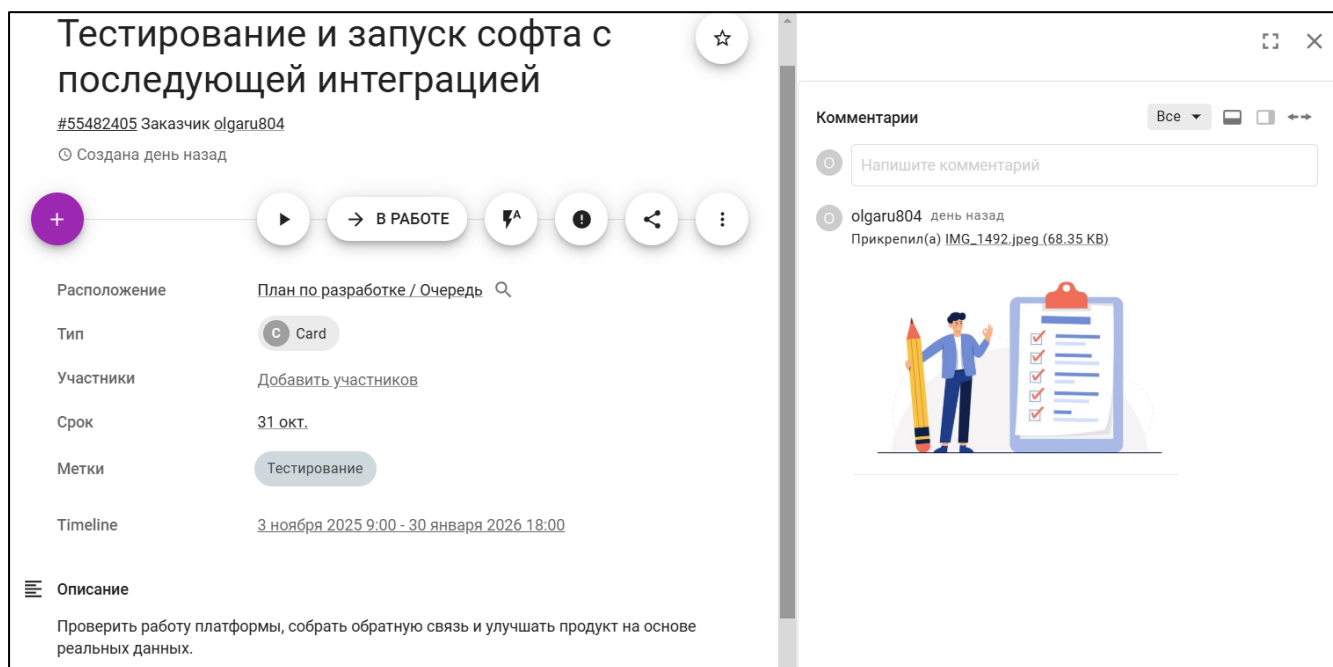 Тестирование и запуск софта с
последующей интеграцией
#55482405 Заказчик olgaru804
Создана день назад
+
→ В РАБОТЕ
A
Расположение
План по разработке / Очередь
Тип
C Card
Участники
Добавить участников
Срок
31 окт.
Метки
Тестирование
Timeline
3 ноября 2025 9:00 - 30 января 2026 18:00
Описание
Проверить работу платформы, собрать обратную связь и улучшать продукт на основе
реальных данных.
Комментарии
Все
O
Напишите комментарий
O
olgaru804 день назад
Прикрепил(а) IMG_1492.jpeg (68.35 KB)